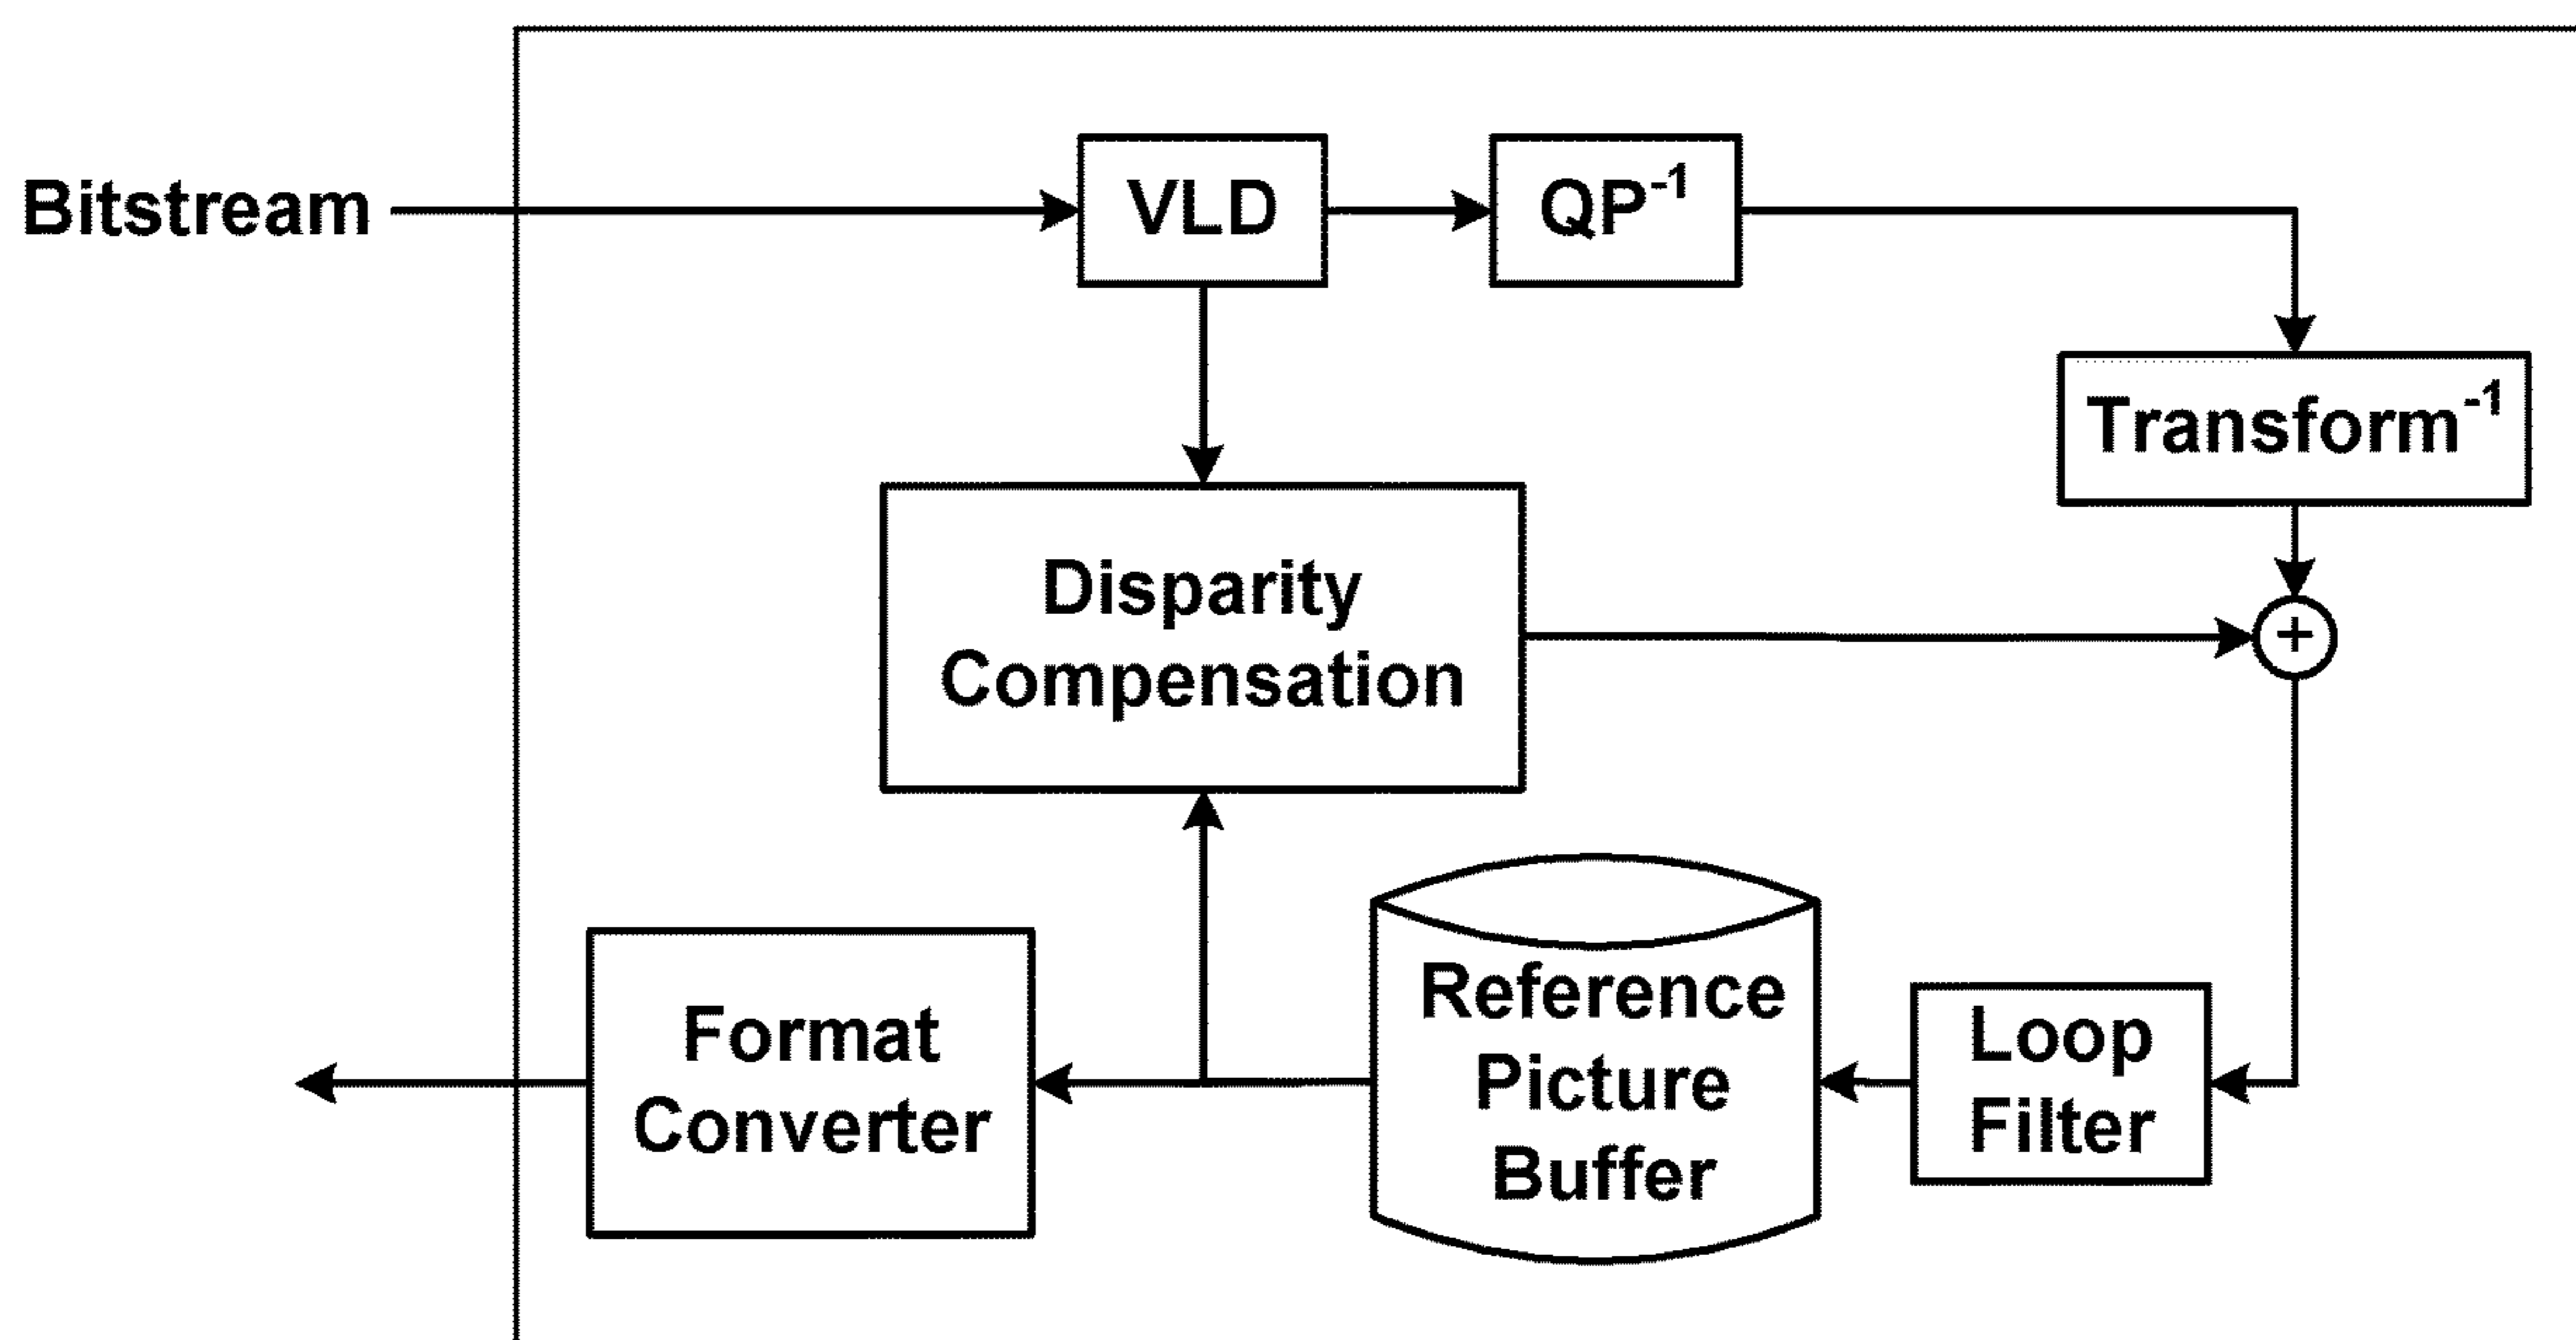 Bitstream
VLD
QP⁻¹
Transform⁻¹
Disparity
Compensation
+
Format
Converter
Reference
Picture
Buffer
Loop
Filter